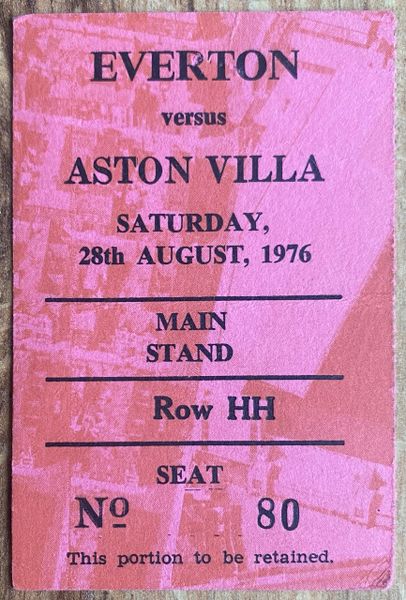 EVERTON
versus
ASTON VILLA
SATURDAY,
28th AUGUST, 1976
MAIN
STAND
Row HH
SEAT
Nº 80
This portion to be retained.